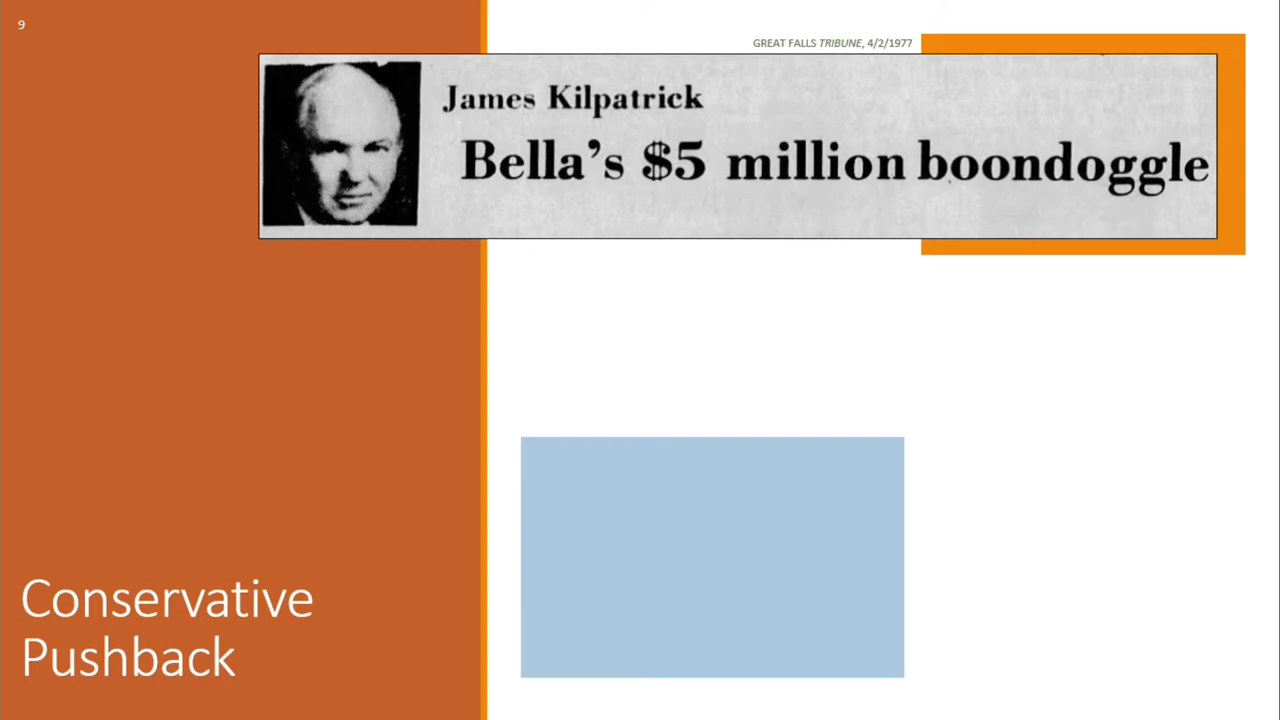 9
GREAT FALLS TRIBUNE, 4/2/1977
James Kilpatrick
Bella's $5 million boondoggle
Conservative
Pushback